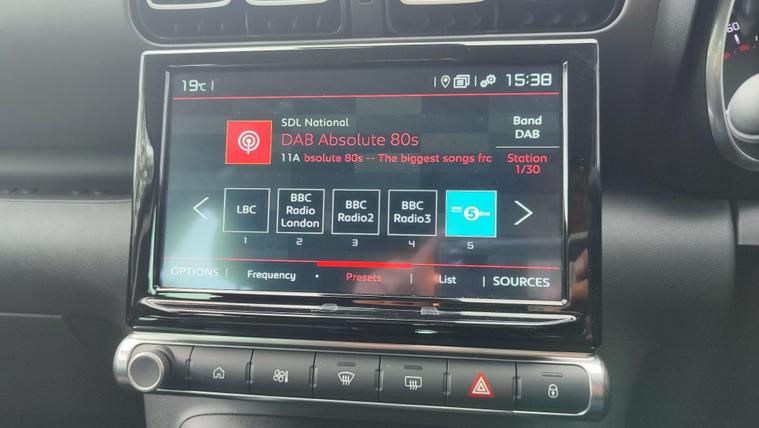 60
19°C
15:38
SDL National
DAB Absolute 80s
11A bsolute 80s -- The biggest songs frc
Band
DAB
Station
1/30
LBC
BBC
Radio
London
BBC
Radio2
BBC
Radio3
5 live
1
2
3
4
5
OPTIONS
Frequency
Presets
List
SOURCES